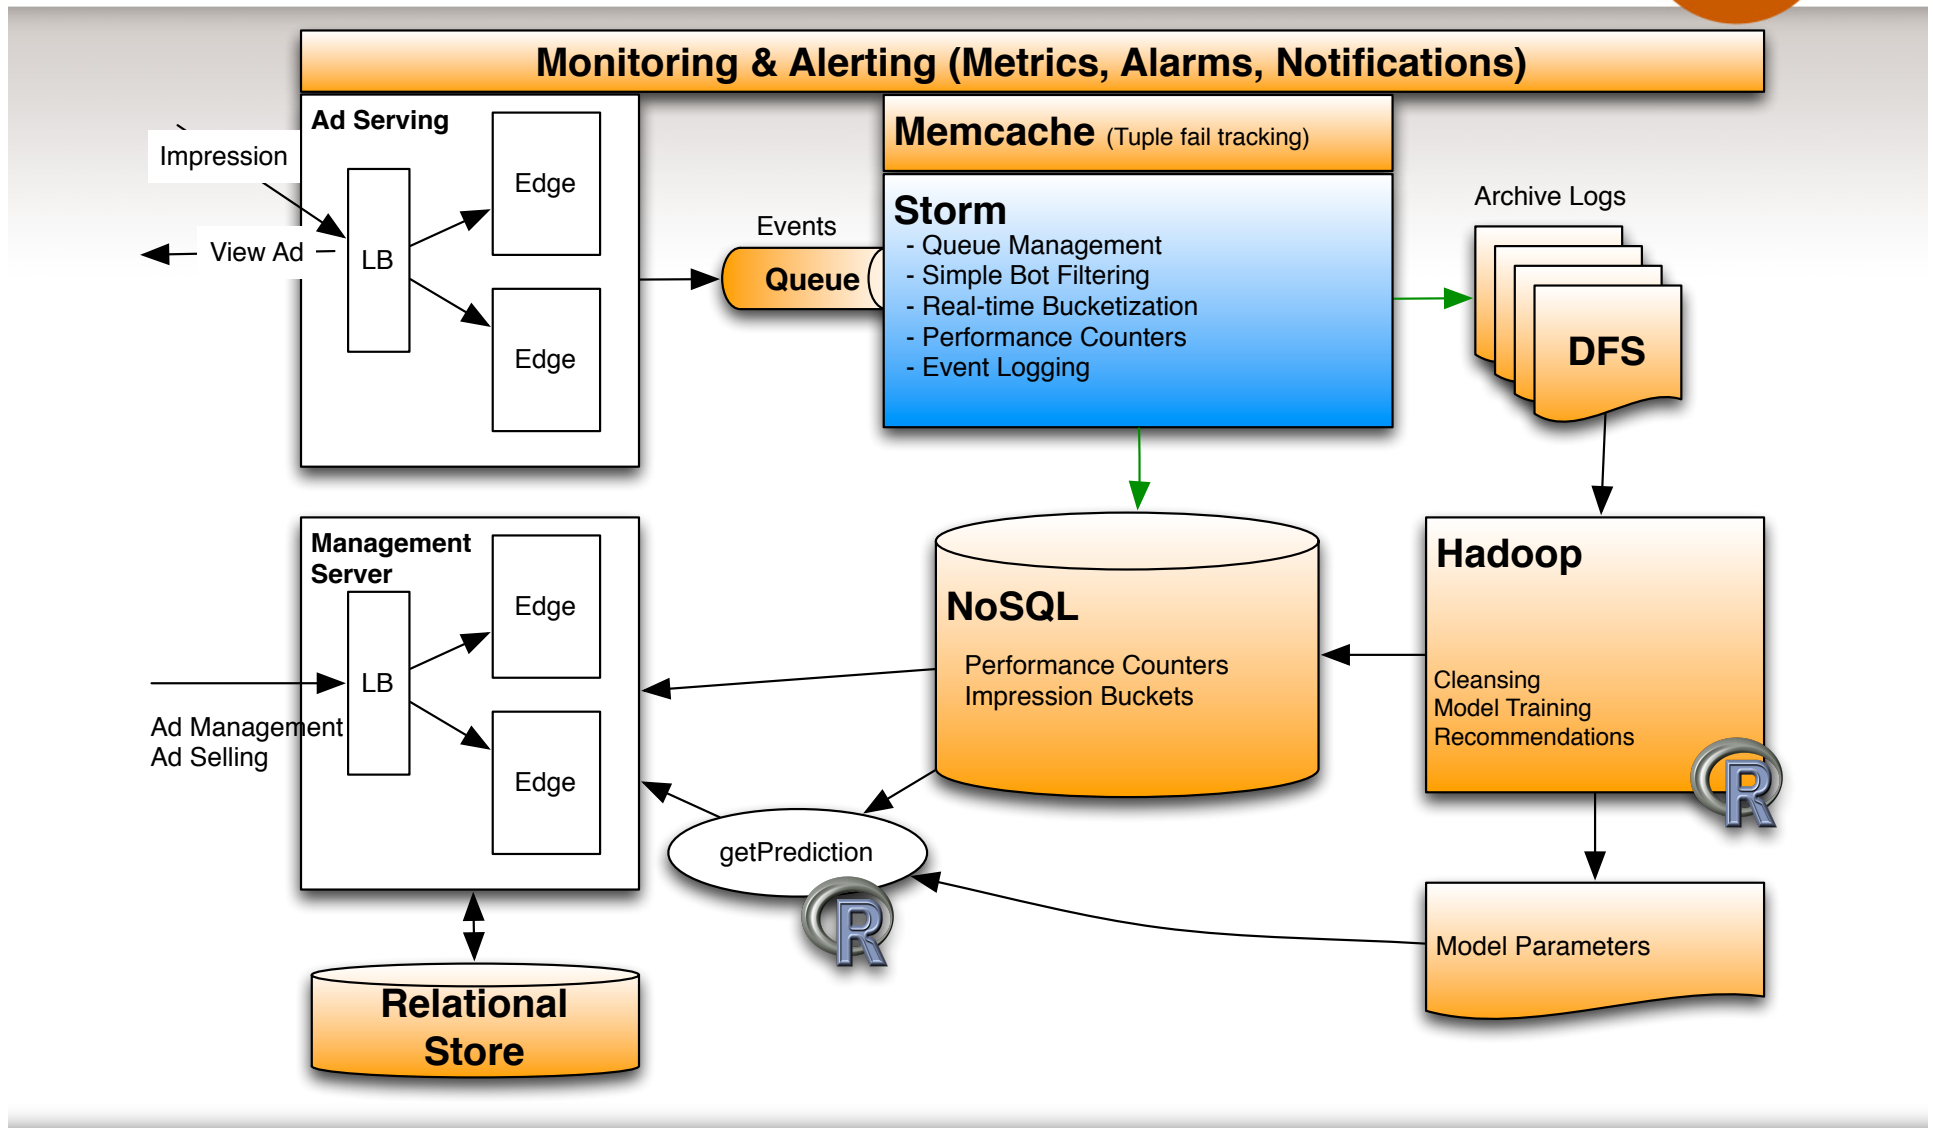 Monitoring & Alerting (Metrics, Alarms, Notifications)
Ad Serving
Impression
View Ad
LB
Edge
Edge
Events
Queue
Memcache (Tuple fail tracking)
Storm
- Queue Management
- Simple Bot Filtering
- Real-time Bucketization
- Performance Counters
- Event Logging
Archive Logs
DFS
Management
Server
LB
Edge
Edge
Ad Management
Ad Selling
NoSQL
Performance Counters
Impression Buckets
Hadoop
Cleansing
Model Training
Recommendations
R
getPrediction
R
Model Parameters
Relational
Store